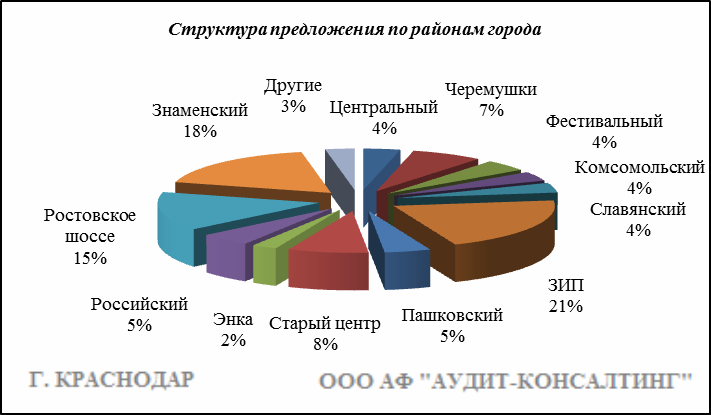 Структура предложения по районам города
Другие
3%
Центральный
4%
Черемушки
7%
Фестивальный
4%
Комсомольский
4%
Славянский
4%
ЗИП
21%
Пашковский
5%
Старый центр
8%
Энка
2%
Российский
5%
Ростовское
шоссе
15%
Знаменский
18%
Г. КРАСНОДАР
ООО АФ "АУДИТ-КОНСАЛТИНГ"